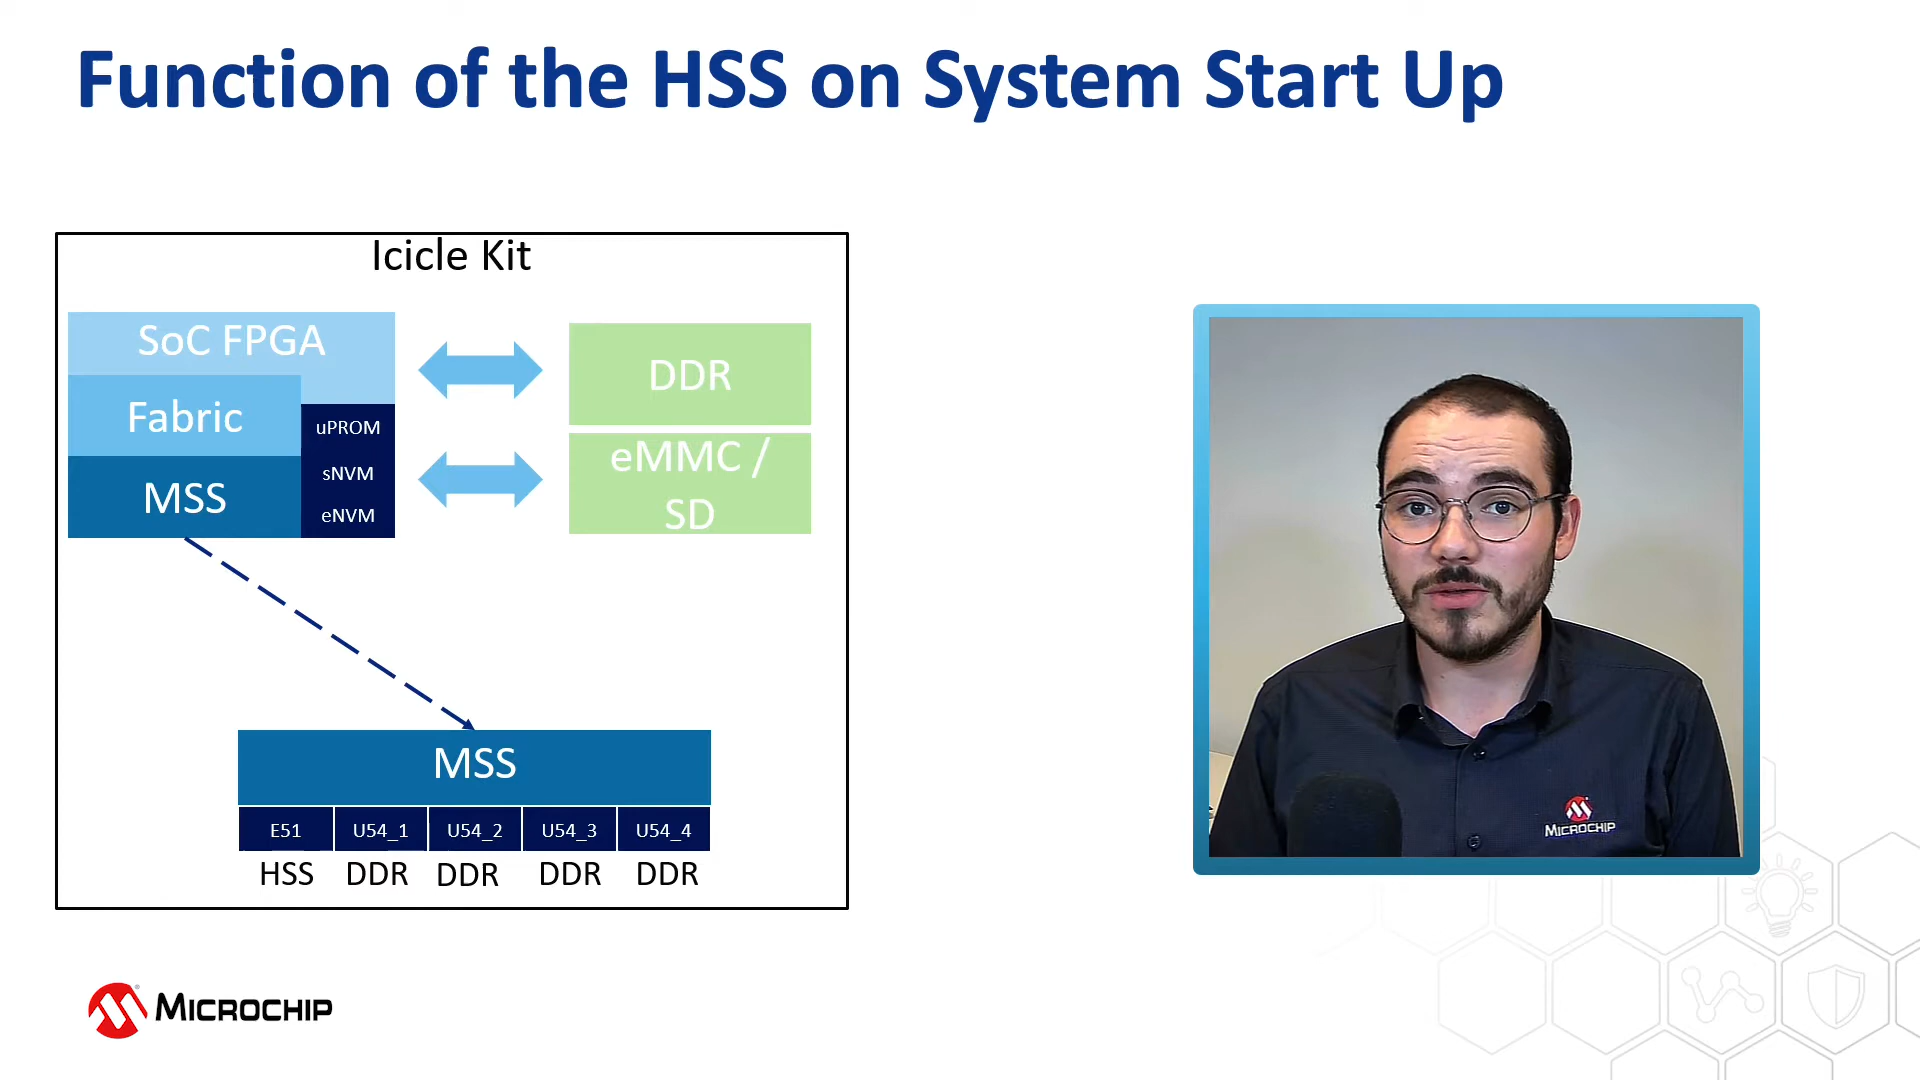 Function of the HSS on System Start Up
Icicle Kit
SoC FPGA
Fabric
MSS
uPROM
sNVM
eNVM
DDR
eMMC /
SD
MSS
E51 U54_1 U54_2 U54_3 U54_4
HSS DDR DDR DDR DDR
MICROCHIP
MICROCHIP